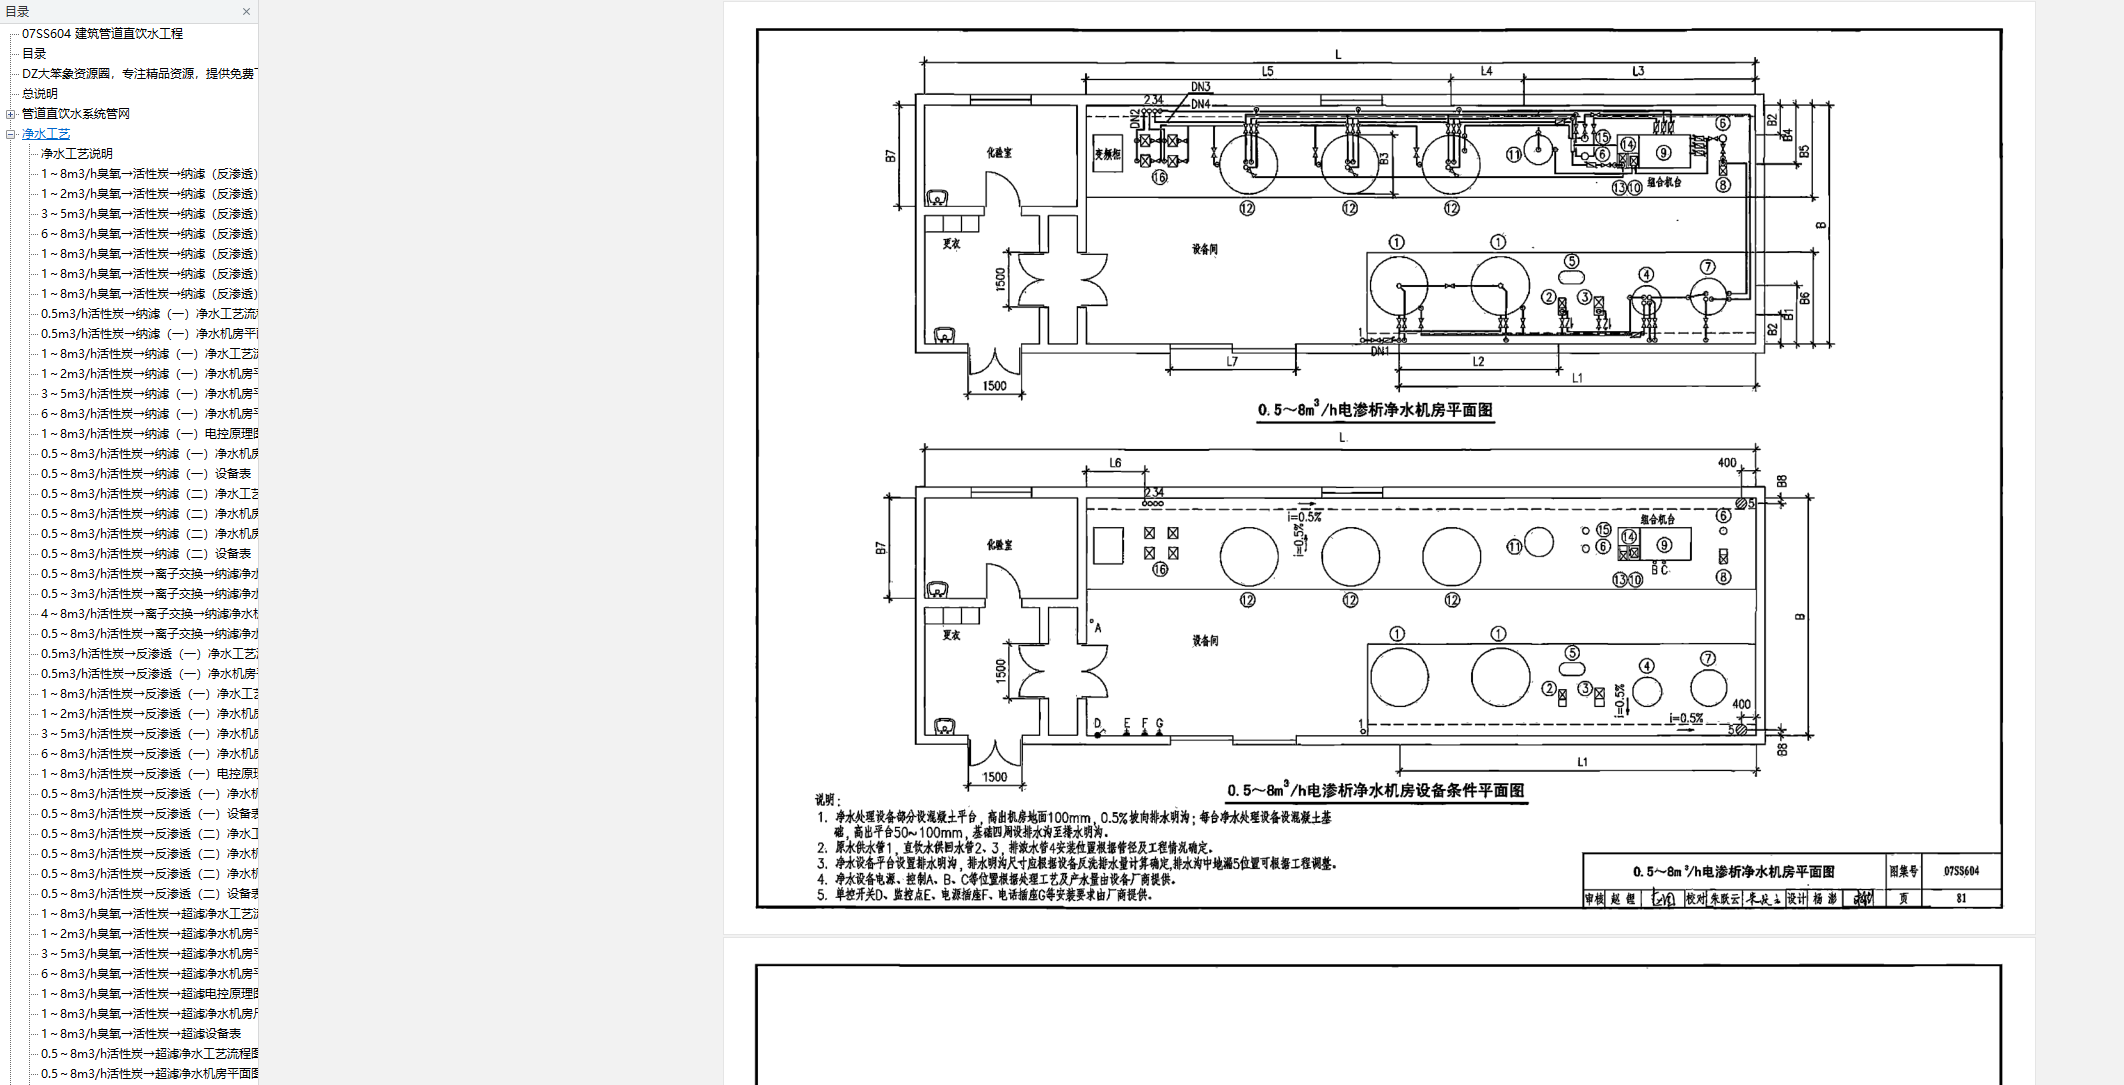 目录
07SS604 建筑管道直饮水工程
目录
DZ大笨象资源圈，专注精品资源，提供免费下
总说明
管道直饮水系统管网
净水工艺
净水工艺说明
1～8m3/h臭氧→活性炭→纳滤（反渗透）
1～2m3/h臭氧→活性炭→纳滤（反渗透）
3～5m3/h臭氧→活性炭→纳滤（反渗透）
6～8m3/h臭氧→活性炭→纳滤（反渗透）
1～8m3/h臭氧→活性炭→纳滤（反渗透）
1～8m3/h臭氧→活性炭→纳滤（反渗透）
1～8m3/h臭氧→活性炭→纳滤（反渗透）
0.5m3/h活性炭→纳滤（一）净水工艺流
0.5m3/h活性炭→纳滤（一）净水机房平
1～8m3/h活性炭→纳滤（一）净水工艺
1～2m3/h活性炭→纳滤（一）净水机房
3～5m3/h活性炭→纳滤（一）净水机房
6～8m3/h活性炭→纳滤（一）净水机房
1～8m3/h活性炭→纳滤（一）电控原理
0.5～8m3/h活性炭→纳滤（一）净水机房
0.5～8m3/h活性炭→纳滤（一）设备表
0.5～8m3/h活性炭→纳滤（二）净水工艺
0.5～8m3/h活性炭→纳滤（二）净水机房
0.5～8m3/h活性炭→纳滤（二）净水机房
0.5～8m3/h活性炭→纳滤（二）设备表
0.5～8m3/h活性炭→离子交换→纳滤净水
0.5～3m3/h活性炭→离子交换→纳滤净水
4～8m3/h活性炭→离子交换→纳滤净水机
0.5～8m3/h活性炭→离子交换→纳滤净水
0.5m3/h活性炭→反渗透（一）净水工艺
0.5m3/h活性炭→反渗透（一）净水机房
1～8m3/h活性炭→反渗透（一）净水工艺
1～2m3/h活性炭→反渗透（一）净水机房
3～5m3/h活性炭→反渗透（一）净水机房
6～8m3/h活性炭→反渗透（一）净水机房
1～8m3/h活性炭→反渗透（一）电控原理
0.5～8m3/h活性炭→反渗透（一）净水机
0.5～8m3/h活性炭→反渗透（一）设备表
0.5～8m3/h活性炭→反渗透（二）净水工
0.5～8m3/h活性炭→反渗透（二）净水机
0.5～8m3/h活性炭→反渗透（二）净水机
0.5～8m3/h活性炭→反渗透（二）设备表
1～8m3/h臭氧→活性炭→超滤净水工艺流
1～2m3/h臭氧→活性炭→超滤净水机房平
3～5m3/h臭氧→活性炭→超滤净水机房平
6～8m3/h臭氧→活性炭→超滤净水机房平
1～8m3/h臭氧→活性炭→超滤电控原理图
1～8m3/h臭氧→活性炭→超滤净水机房
1～8m3/h臭氧→活性炭→超滤设备表
0.5～8m3/h活性炭→超滤净水工艺流程图
0.5～8m3/h活性炭→超滤净水机房平面图
L
L5 L4 L3
DN3
DN4
234
DN2
B7
化验室
变频柜
⑯
B3
⑪
⑮
⑥
⑭
⑨
⑥
⑬⑩
组合机台
⑧
B2
B4
B5
⑫ ⑫ ⑫
更衣
设备间
B
1500
① ①
⑤
② ③
④
⑦
B6
B1
B2
1
DN1
L7
L2
L1
1500
0.5～8m³/h电渗析净水机房平面图
L
L6
400
B8
234
5
i=0.5%
i=0.5%
B7
化验室
⑯
⑪
⑮
⑥
组合机台
⑭
⑨
⑥
B C
⑬⑩
⑧
⑫ ⑫ ⑫
A
更衣
设备间
B
1500
① ①
⑤
② ③
④
⑦
i=0.5%
400
i=0.5%
D E F G
1
5
B8
L1
1500
0.5～8m³/h电渗析净水机房设备条件平面图
说明：
1. 净水处理设备部分设混凝土平台，高出机房地面100mm，0.5%坡向排水明沟；每台净水处理设备设混凝土基
础，高出平台50～100mm，基础四周设排水沟至排水明沟。
2. 原水供水管1，直饮水供回水管2、3，排浓水管4安装位置根据管径及工程情况确定。
3. 净水设备平台设置排水明沟，排水明沟尺寸应根据设备反洗排水量计算确定，排水沟中地漏5位置可根据工程调整。
4. 净水设备电源、控制A、B、C等位置根据处理工艺及产水量由设备厂商提供。
5. 单控开关D、监控点E、电源插座F、电话插座G等安装要求由厂商提供。
0.5～8m³/h电渗析净水机房平面图 图集号 07SS604
审核 赵锂 校对 朱跃云 设计 杨澎 页 81